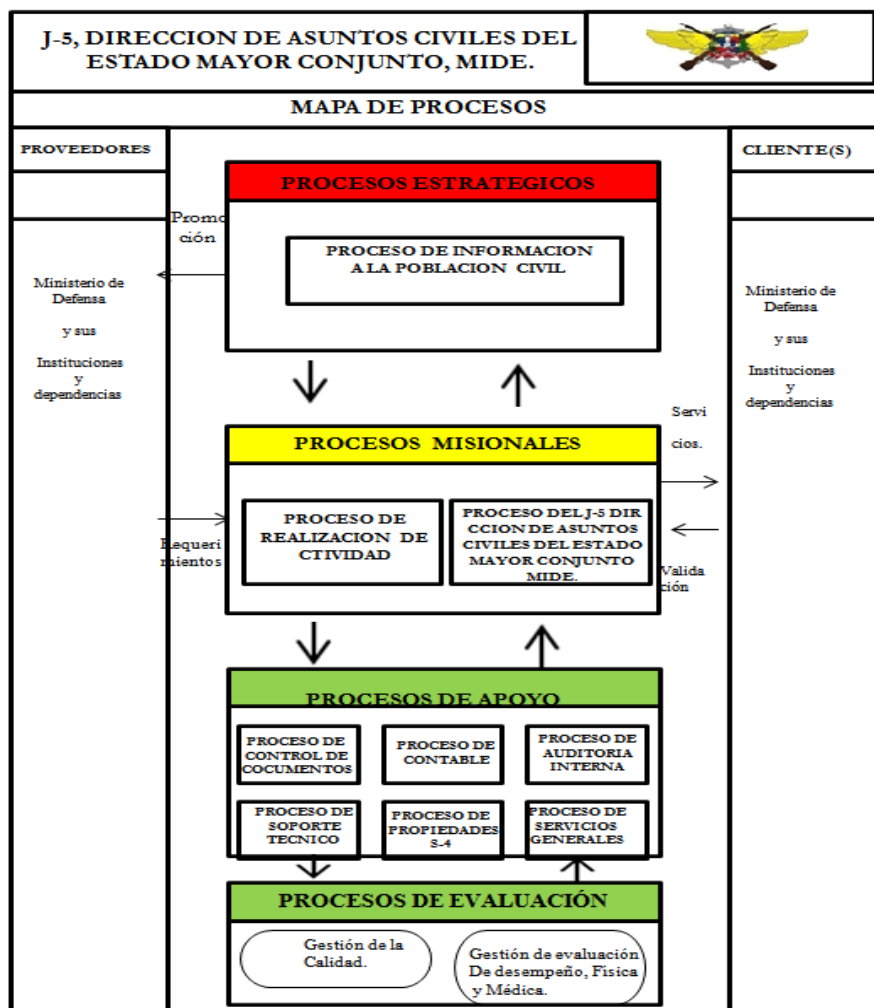 J-5, DIRECCION DE ASUNTOS CIVILES DEL
ESTADO MAYOR CONJUNTO, MIDE.
MAPA DE PROCESOS
PROVEEDORES
CLIENTE(S)
PROCESOS ESTRATEGICOS
Promo
ción
PROCESO DE INFORMACION
A LA POBLACION CIVIL
Ministerio de
Defensa
y sus
Instituciones
y
dependencias
Ministerio de
Defensa
y sus
Instituciones
y
dependencias
Servi
cios.
PROCESOS MISIONALES
PROCESO DE
REALIZACION DE
CTIVIDAD
PROCESO DEL J-5 DIR
CCION DE ASUNTOS
CIVILES DEL ESTADO
MAYOR CONJUNTO
MIDE.
Requeri
mientos
Valida
ción
PROCESOS DE APOYO
PROCESO DE
CONTROL DE
COCUMENTOS
PROCESO DE
CONTABLE
PROCESO DE
AUDITORIA
INTERNA
PROCESO DE
SOPORTE
TECNICO
PROCESO DE
PROPIEDADES
S-4
PROCESO DE
SERVICIOS
GENERALES
PROCESOS DE EVALUACIÓN
Gestión de la
Calidad.
Gestión de evaluación
De desempeño, Física
y Médica.